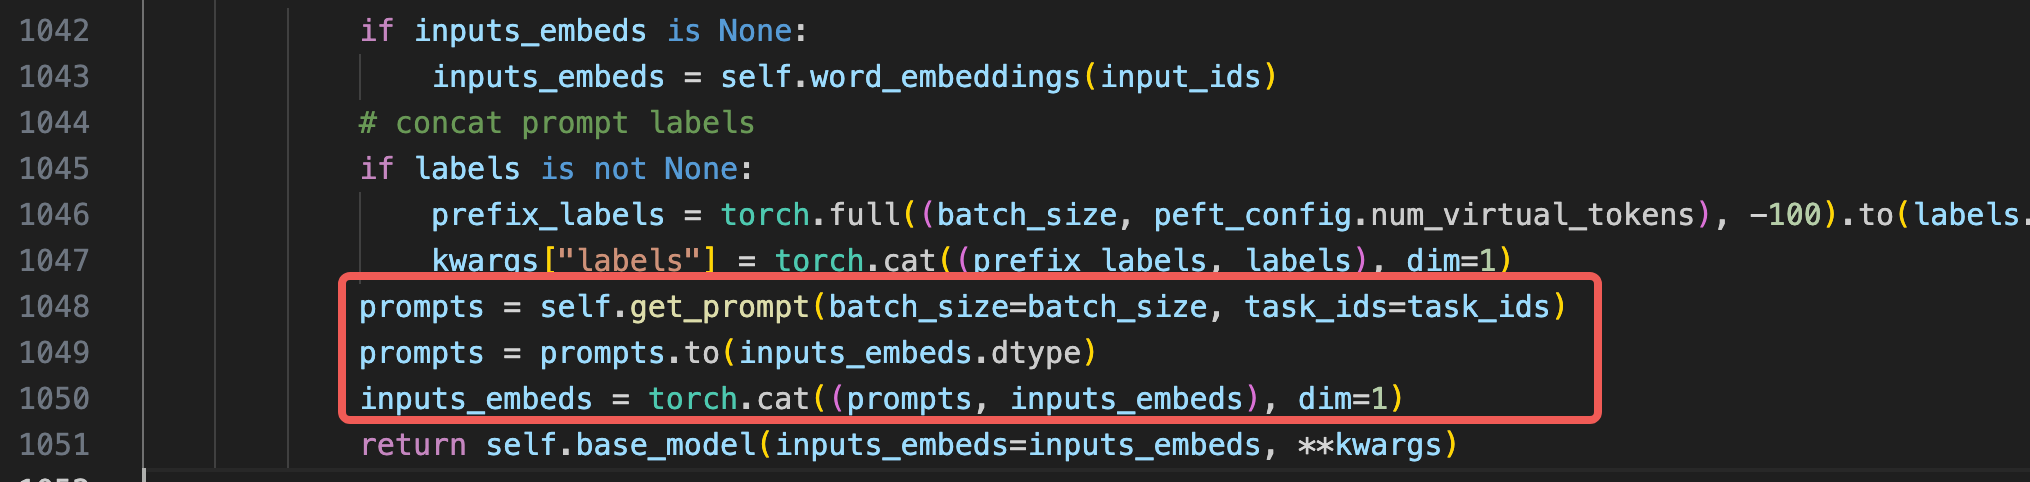 1042 if inputs_embeds is None:
1043 inputs_embeds = self.word_embeddings(input_ids)
1044 # concat prompt labels
1045 if labels is not None:
1046 prefix_labels = torch.full((batch_size, peft_config.num_virtual_tokens), -100).to(labels.
1047 kwargs["labels"] = torch.cat((prefix_labels, labels), dim=1)
1048 prompts = self.get_prompt(batch_size=batch_size, task_ids=task_ids)
1049 prompts = prompts.to(inputs_embeds.dtype)
1050 inputs_embeds = torch.cat((prompts, inputs_embeds), dim=1)
1051 return self.base_model(inputs_embeds=inputs_embeds, **kwargs)